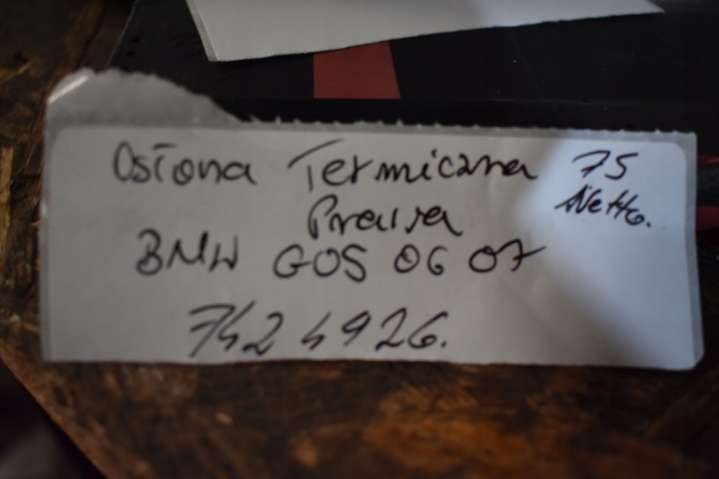 Osłona Termiczna 75
Netto.
Prawa
BMW G05 06 07
7424926.